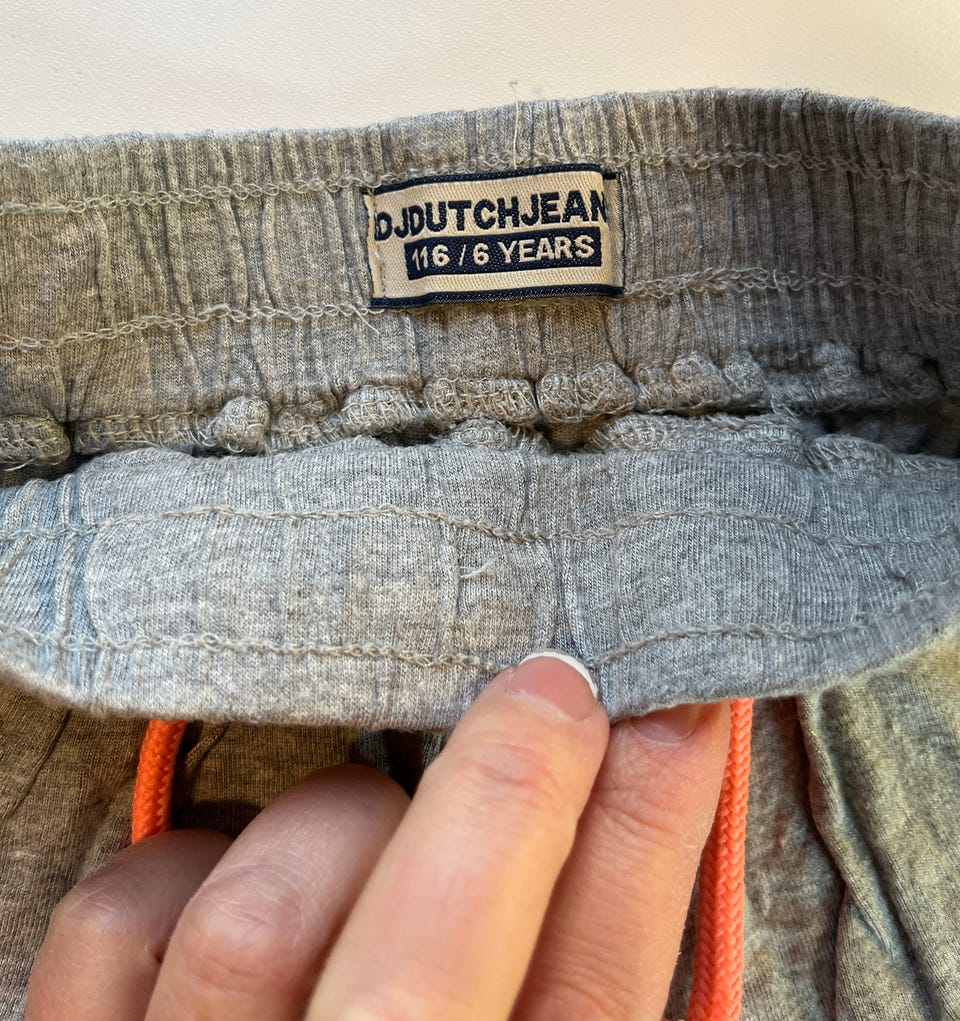 DJDUTCHJEAN
116 / 6 YEARS